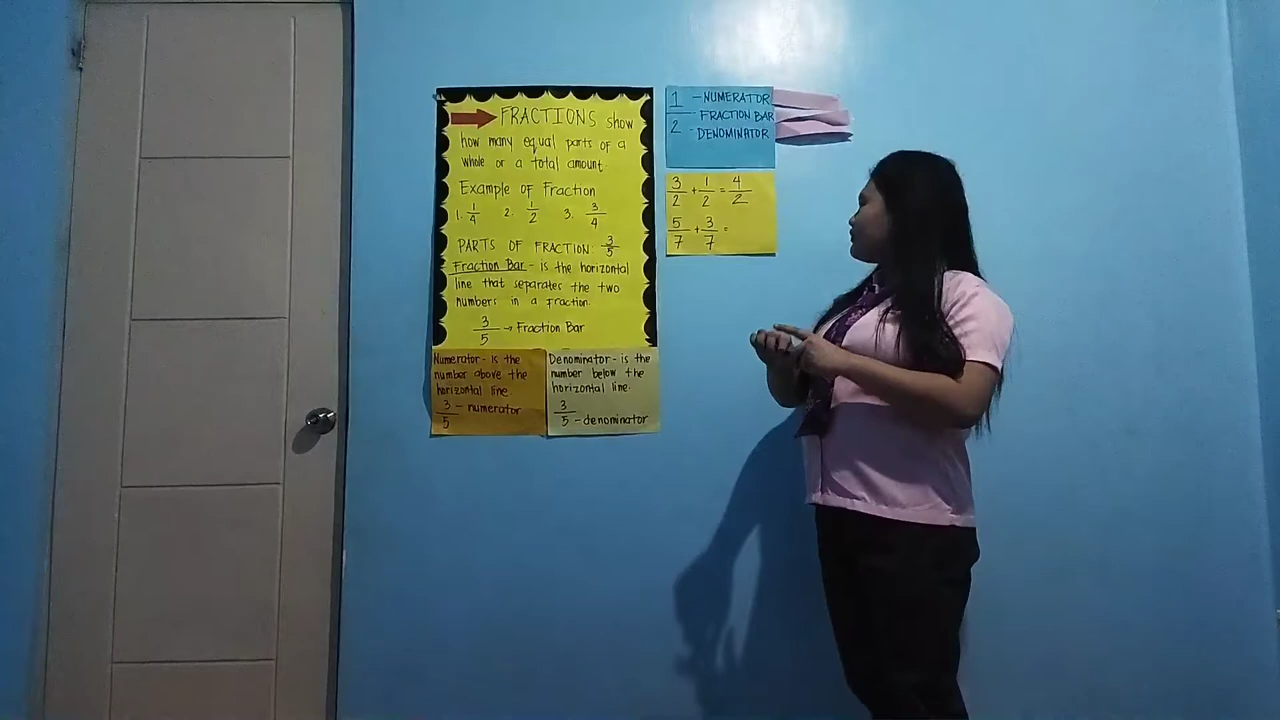 FRACTIONS show
how many equal parts of a
whole or a total amount.
Example of Fraction
1. 1/4 2. 1/2 3. 3/4
PARTS OF FRACTION: 3/5
Fraction Bar - is the horizontal
line that separates the two
numbers in a fraction.
3/5 → Fraction Bar
Numerator - is the
number above the
horizontal line
3/5 - numerator
Denominator - is the
number below the
horizontal line.
3/5 - denominator
1 - NUMERATOR
- FRACTION BAR
2 - DENOMINATOR
3/2 + 1/2 = 4/2
5/7 + 3/7 =